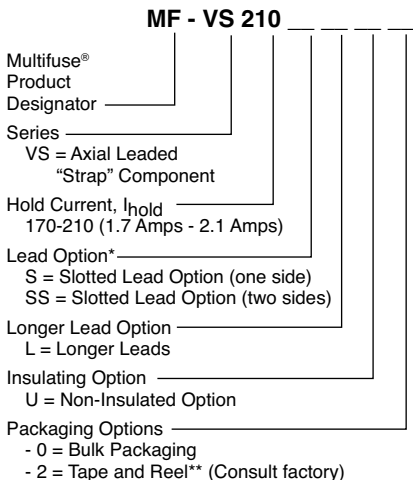 MF - VS 210 __ __ __ __
Multifuse®
Product
Designator
Series
VS = Axial Leaded
“Strap” Component
Hold Current, Ihold
170-210 (1.7 Amps - 2.1 Amps)
Lead Option*
S = Slotted Lead Option (one side)
SS = Slotted Lead Option (two sides)
Longer Lead Option
L = Longer Leads
Insulating Option
U = Non-Insulated Option
Packaging Options
- 0 = Bulk Packaging
- 2 = Tape and Reel** (Consult factory)